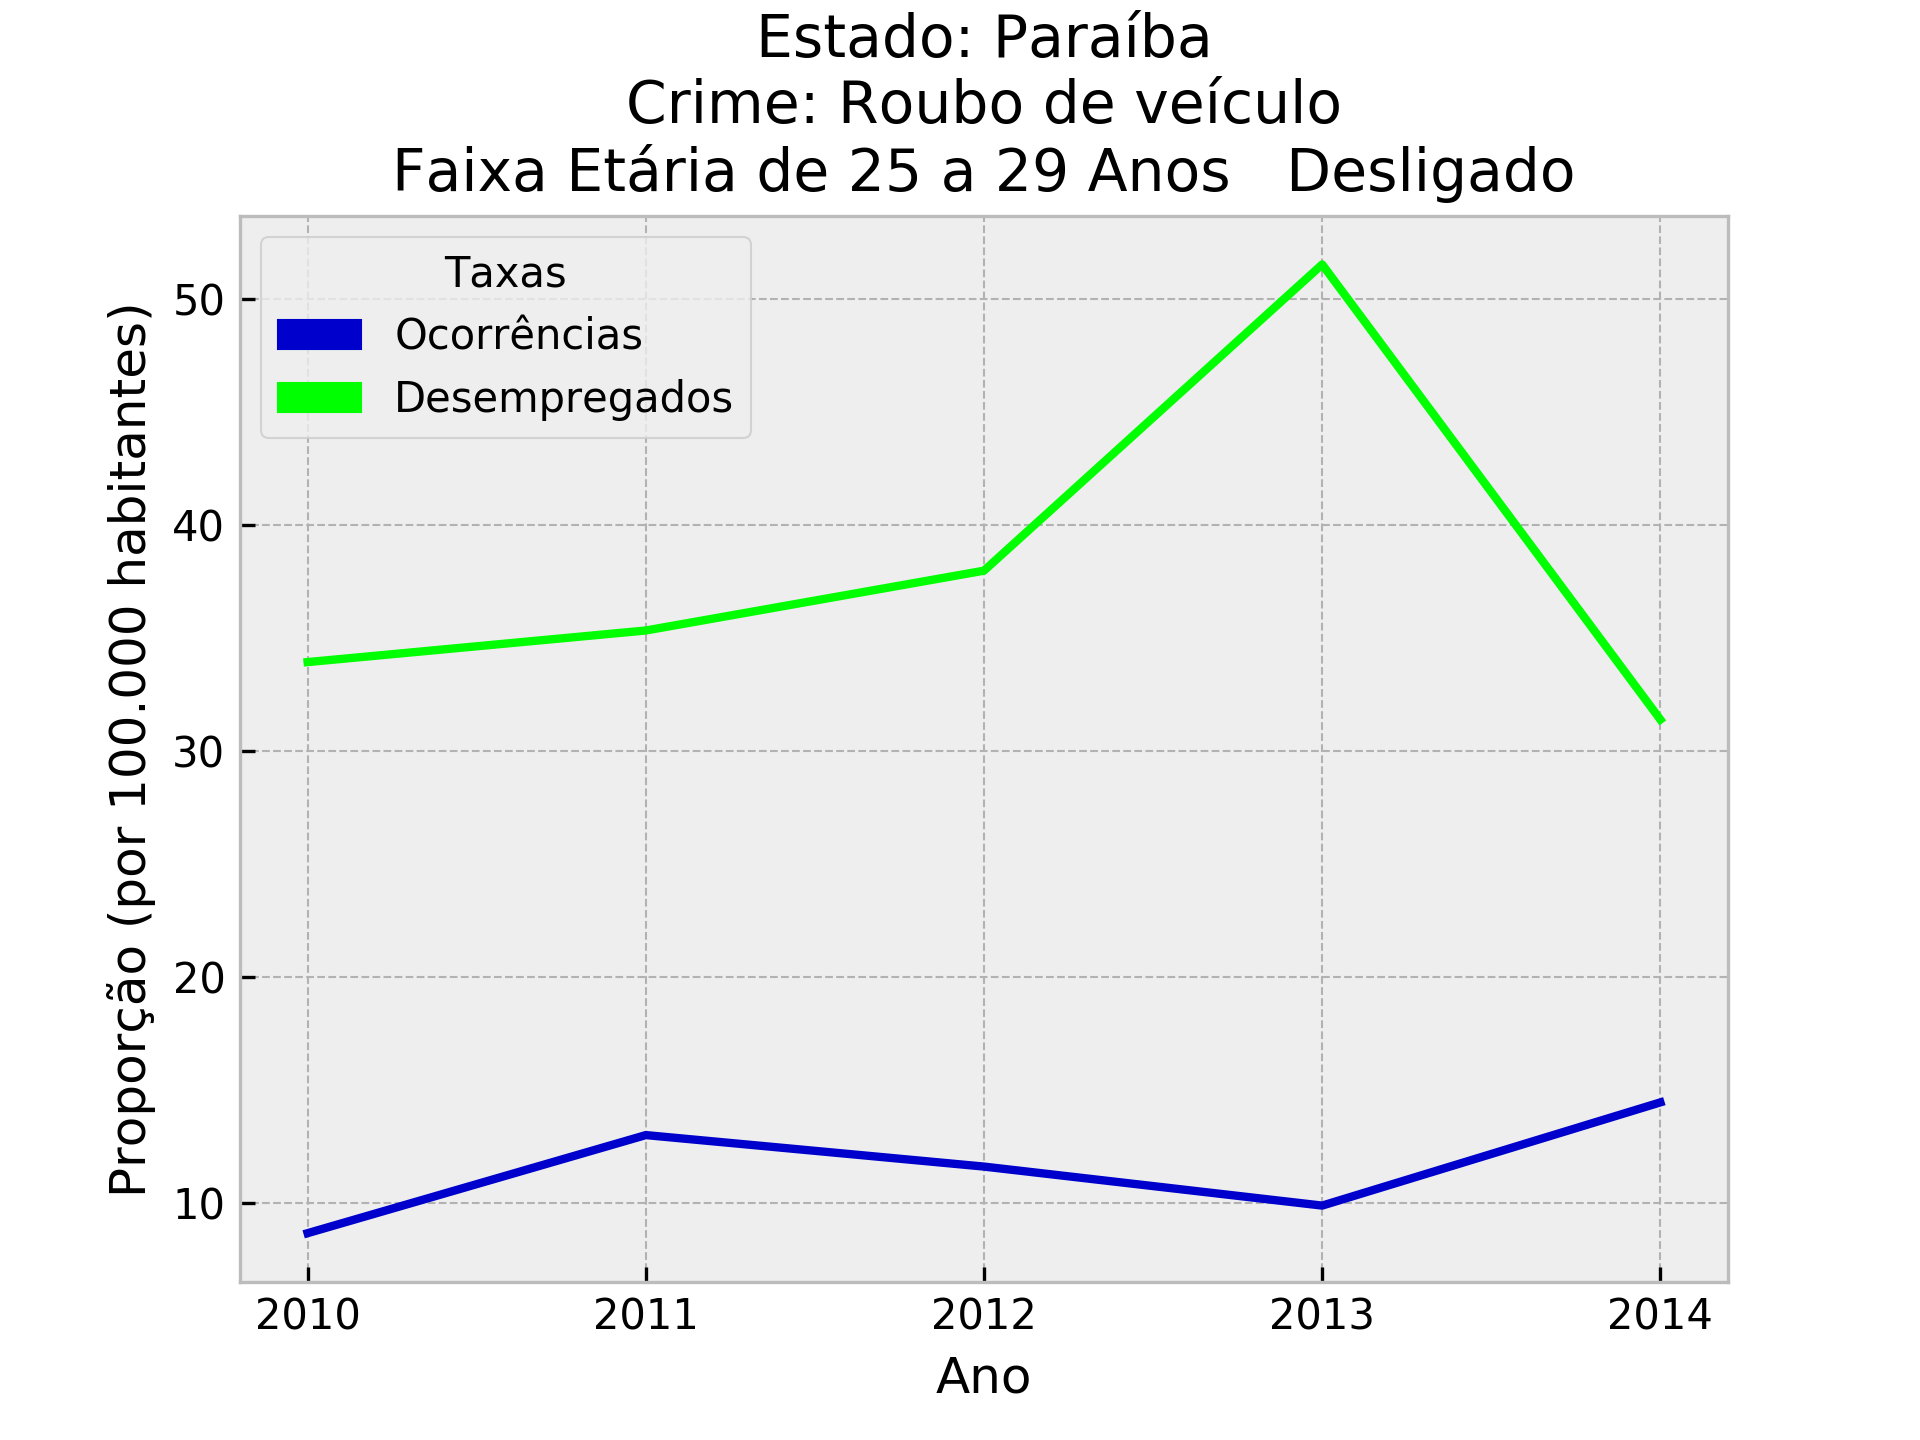 Estado: Paraíba
Crime: Roubo de veículo
Faixa Etária de 25 a 29 Anos   Desligado
Taxas
Ocorrências
Desempregados
Proporção (por 100.000 habitantes)
50
40
30
20
10
2010 2011 2012 2013 2014
Ano